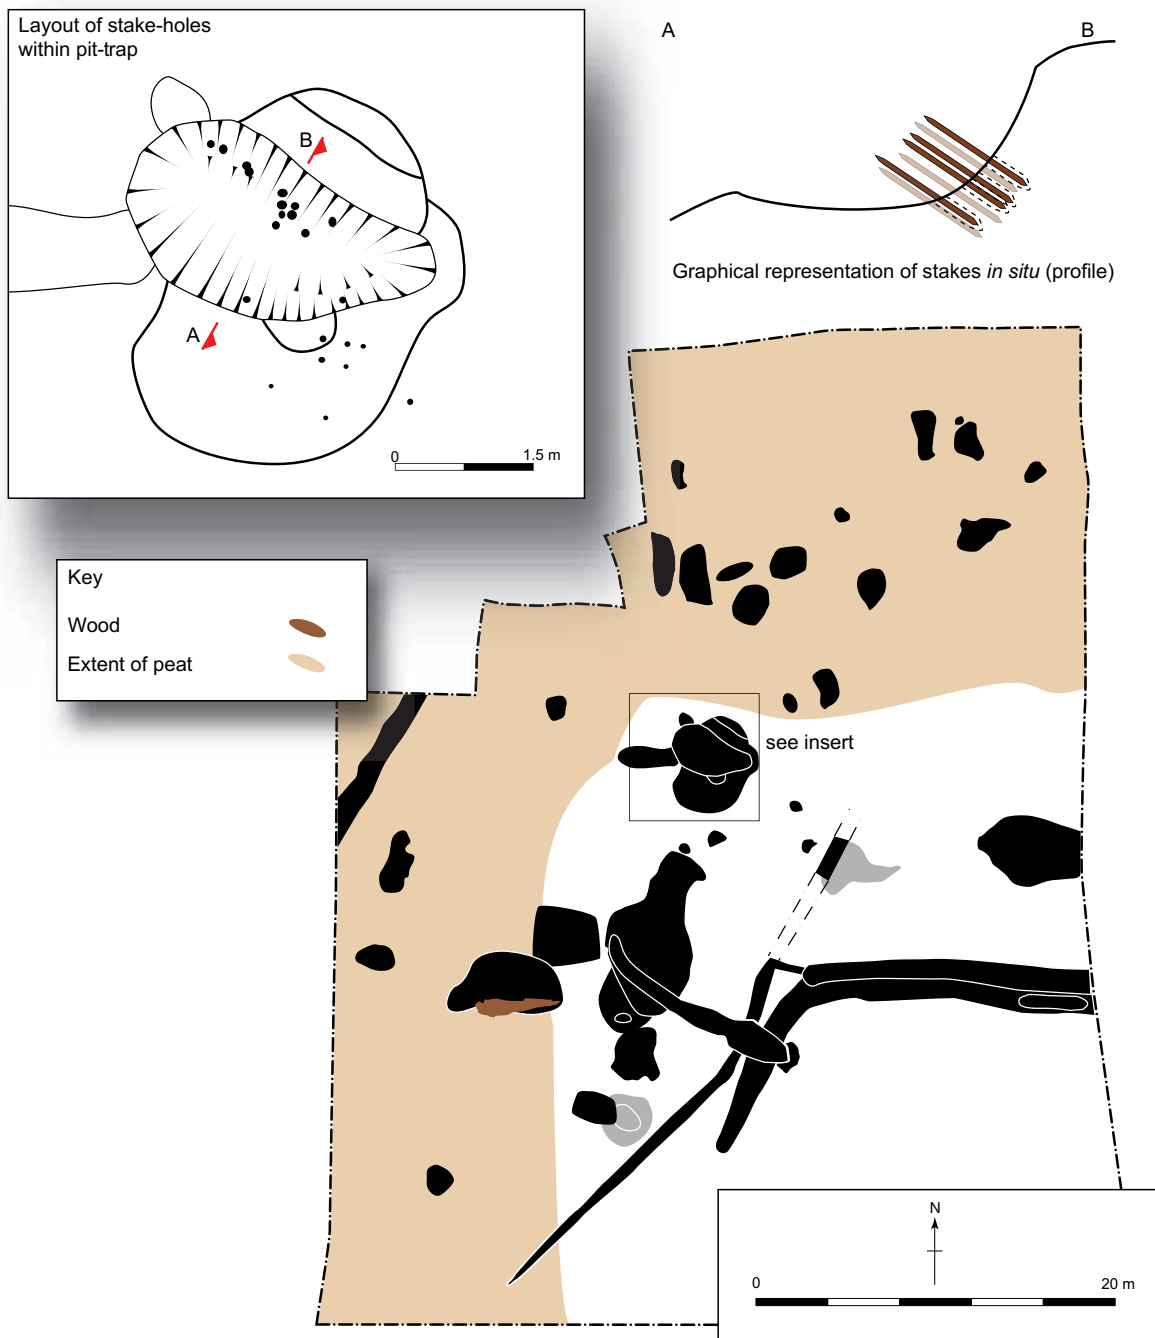 Layout of stake-holes
within pit-trap
B
A
0
1.5 m
A
B
Graphical representation of stakes in situ (profile)
Key
Wood
Extent of peat
see insert
N
0
20 m